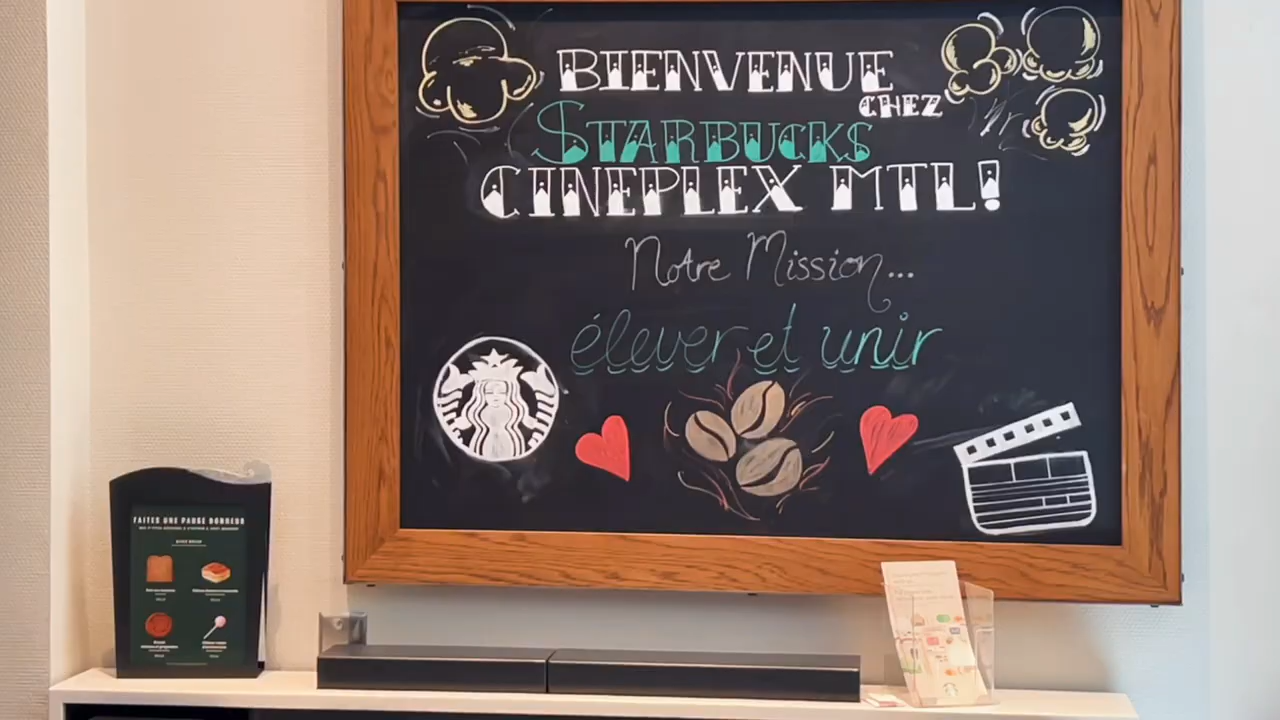 BIENVENUE
CHEZ
STARBUCKS
CINEPLEX MTL!
Notre Mission...
élever et unir
FAITES UNE PAUSE BONHEUR